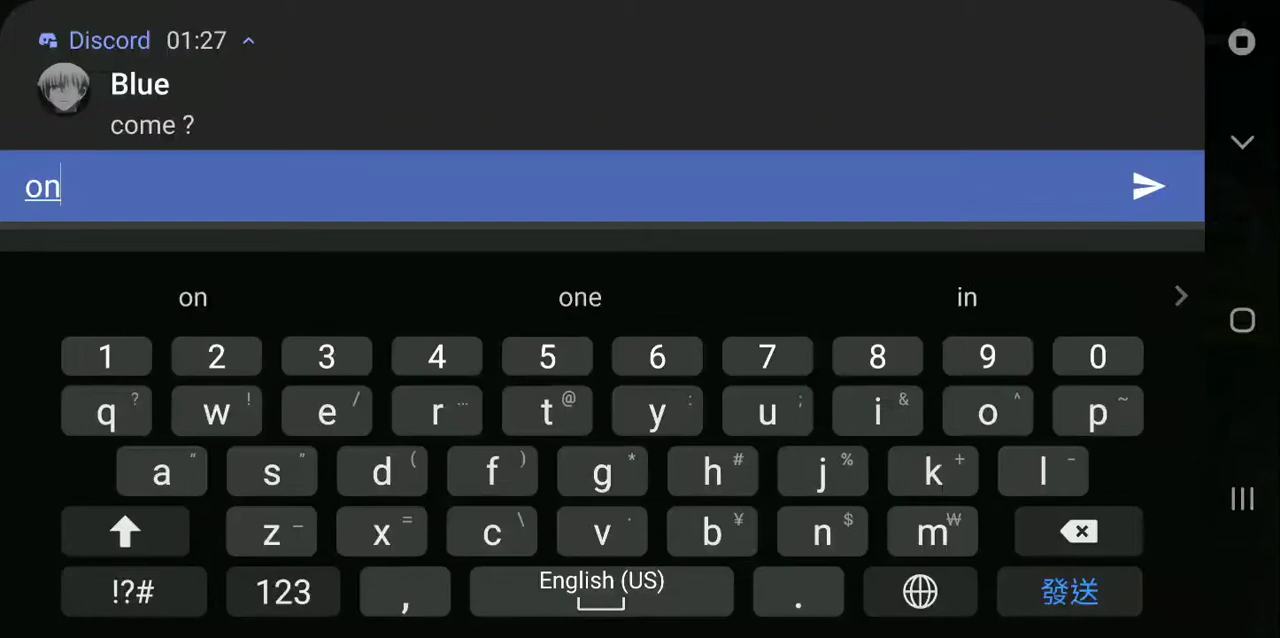 Discord 01:27
Blue
come ?
on
on one in
1 2 3 4 5 6 7 8 9 0
q ? w ! e / r … t @ y : u ; i & o ^ p ~
a " s " d ( f ) g * h # j % k + l -
z – x = c \ v · b ¥ n $ m ₩
!?# 123 , English (US) . 發送